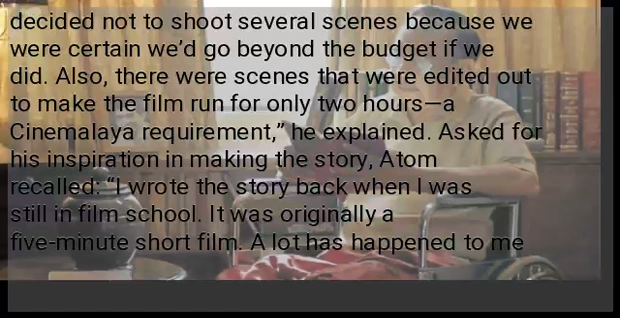 decided not to shoot several scenes because we
were certain we’d go beyond the budget if we
did. Also, there were scenes that were edited out
to make the film run for only two hours—a
Cinemalaya requirement,” he explained. Asked for
his inspiration in making the story, Atom
recalled: “I wrote the story back when I was
still in film school. It was originally a
five-minute short film. A lot has happened to me